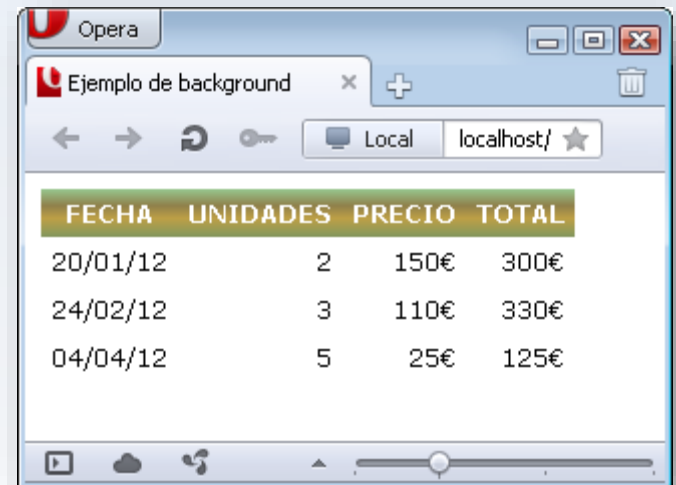 Opera
Ejemplo de background
Local localhost/
FECHA UNIDADES PRECIO TOTAL
20/01/12 2 150€ 300€
24/02/12 3 110€ 330€
04/04/12 5 25€ 125€